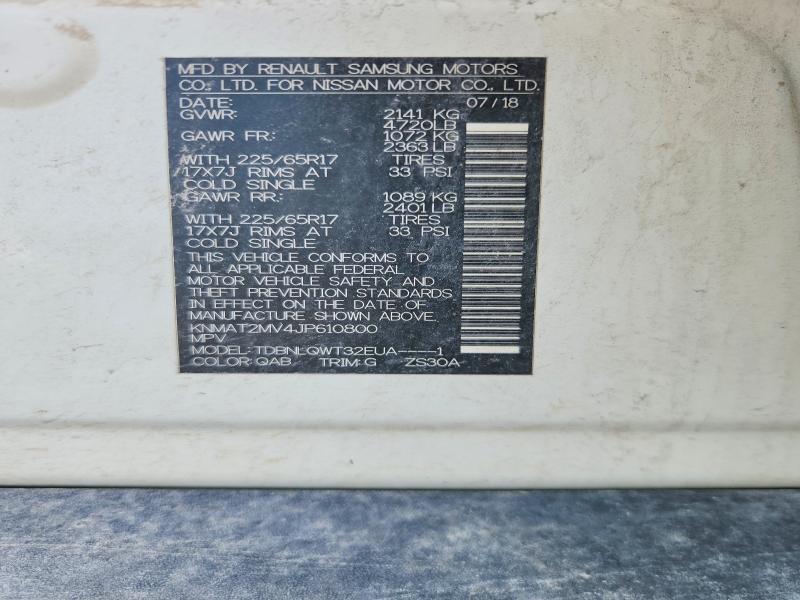 MFD BY RENAULT SAMSUNG MOTORS
CO., LTD. FOR NISSAN MOTOR CO., LTD.
DATE: 07/18
GVWR: 2141 KG
4720LB
GAWR FR: 1072 KG
2363LB
WITH 225/65R17 TIRES
17X7J RIMS AT 33 PSI
COLD SINGLE
GAWR RR: 1089 KG
2401LB
WITH 225/65R17 TIRES
17X7J RIMS AT 33 PSI
COLD SINGLE
THIS VEHICLE CONFORMS TO
ALL APPLICABLE FEDERAL
MOTOR VEHICLE SAFETY AND
THEFT PREVENTION STANDARDS
IN EFFECT ON THE DATE OF
MANUFACTURE SHOWN ABOVE.
KNMAT2MV4JP610800
MPV
MODEL: TDBNLQWT32EUA----1
COLOR: QAB TRIM: G ZS30A